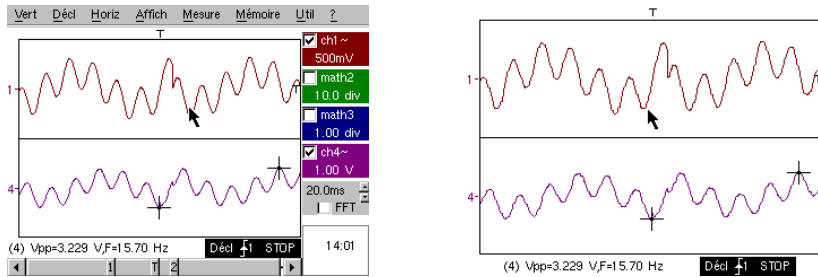 Vert Décl Horiz Affich Mesure Mémoire Util ?
T
ch1~
500mV
math2
10.0 div
math3
1.00 div
ch4~
1.00 V
20.0ms
FFT
14:01
1-
T
4-
(4) Vpp=3.229 V,F=15.70 Hz Décl 1 STOP
1 T 2
T
1-
T
4-
(4) Vpp=3.229 V,F=15.70 Hz Décl 1 STOP